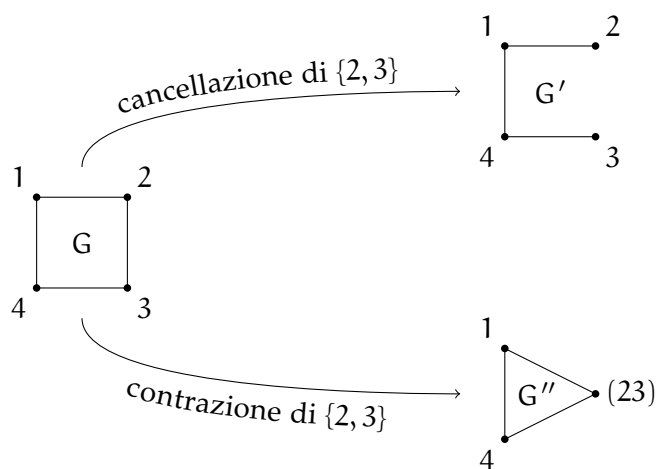 1 2
cancellazione di {2, 3}
G′
4 3
1 2
G
4 3
1
contrazione di {2, 3}
G″ (23)
4